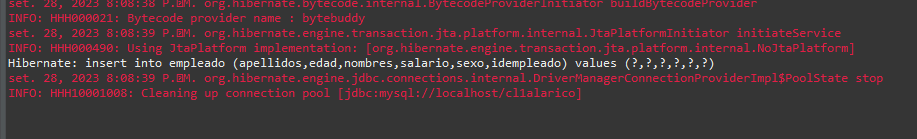 set. 28, 2023 8:08:38 P.�M. org.hibernate.bytecode.internal.BytecodeProviderInitiator buildBytecodeProvider
INFO: HHH000021: Bytecode provider name : bytebuddy
set. 28, 2023 8:08:39 P.�M. org.hibernate.engine.transaction.jta.platform.internal.JtaPlatformInitiator initiateService
INFO: HHH000490: Using JtaPlatform implementation: [org.hibernate.engine.transaction.jta.platform.internal.NoJtaPlatform]
Hibernate: insert into empleado (apellidos,edad,nombres,salario,sexo,idempleado) values (?,?,?,?,?,?)
set. 28, 2023 8:08:39 P.�M. org.hibernate.engine.jdbc.connections.internal.DriverManagerConnectionProviderImpl$PoolState stop
INFO: HHH10001008: Cleaning up connection pool [jdbc:mysql://localhost/cl1alarico]